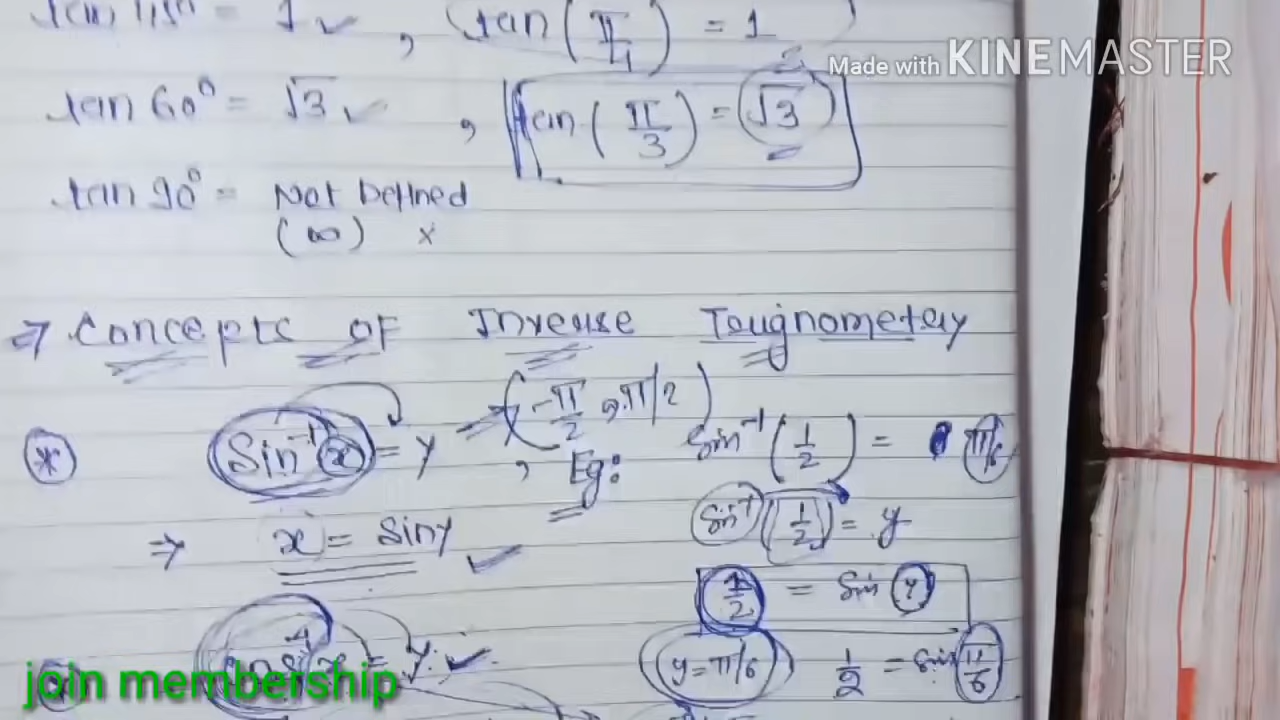 tan 45° = 1 , tan(π/4) = 1
Made with KINEMASTER
tan 60° = √3 , tan(π/3) = √3
tan 90° = Not Defined
(∞) ×
⇒ Concepts OF Inverse Tougnometery
* Sin⁻¹(x) = y (-π/2, π/2) , Eg: Sin⁻¹(1/2) = π/6
Sin⁻¹(1/2) = y
⇒ x = Siny
1/2 = Sin(y)
= y
y = π/6 1/2 = Sin π/6
join membership